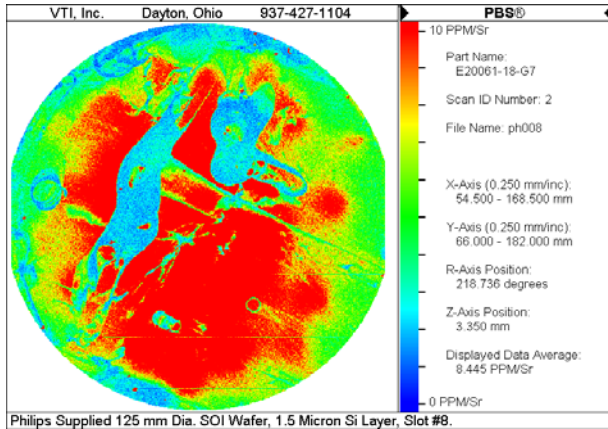 VTI, Inc. Dayton, Ohio 937-427-1104
PBS®
10 PPM/Sr
Part Name:
E20061-18-G7
Scan ID Number: 2
File Name: ph008
X-Axis (0.250 mm/inc):
54.500 - 168.500 mm
Y-Axis (0.250 mm/inc):
66.000 - 182.000 mm
R-Axis Position:
218.736 degrees
Z-Axis Position:
3.350 mm
Displayed Data Average:
8.445 PPM/Sr
0 PPM/Sr
Philips Supplied 125 mm Dia. SOI Wafer, 1.5 Micron Si Layer, Slot #8.